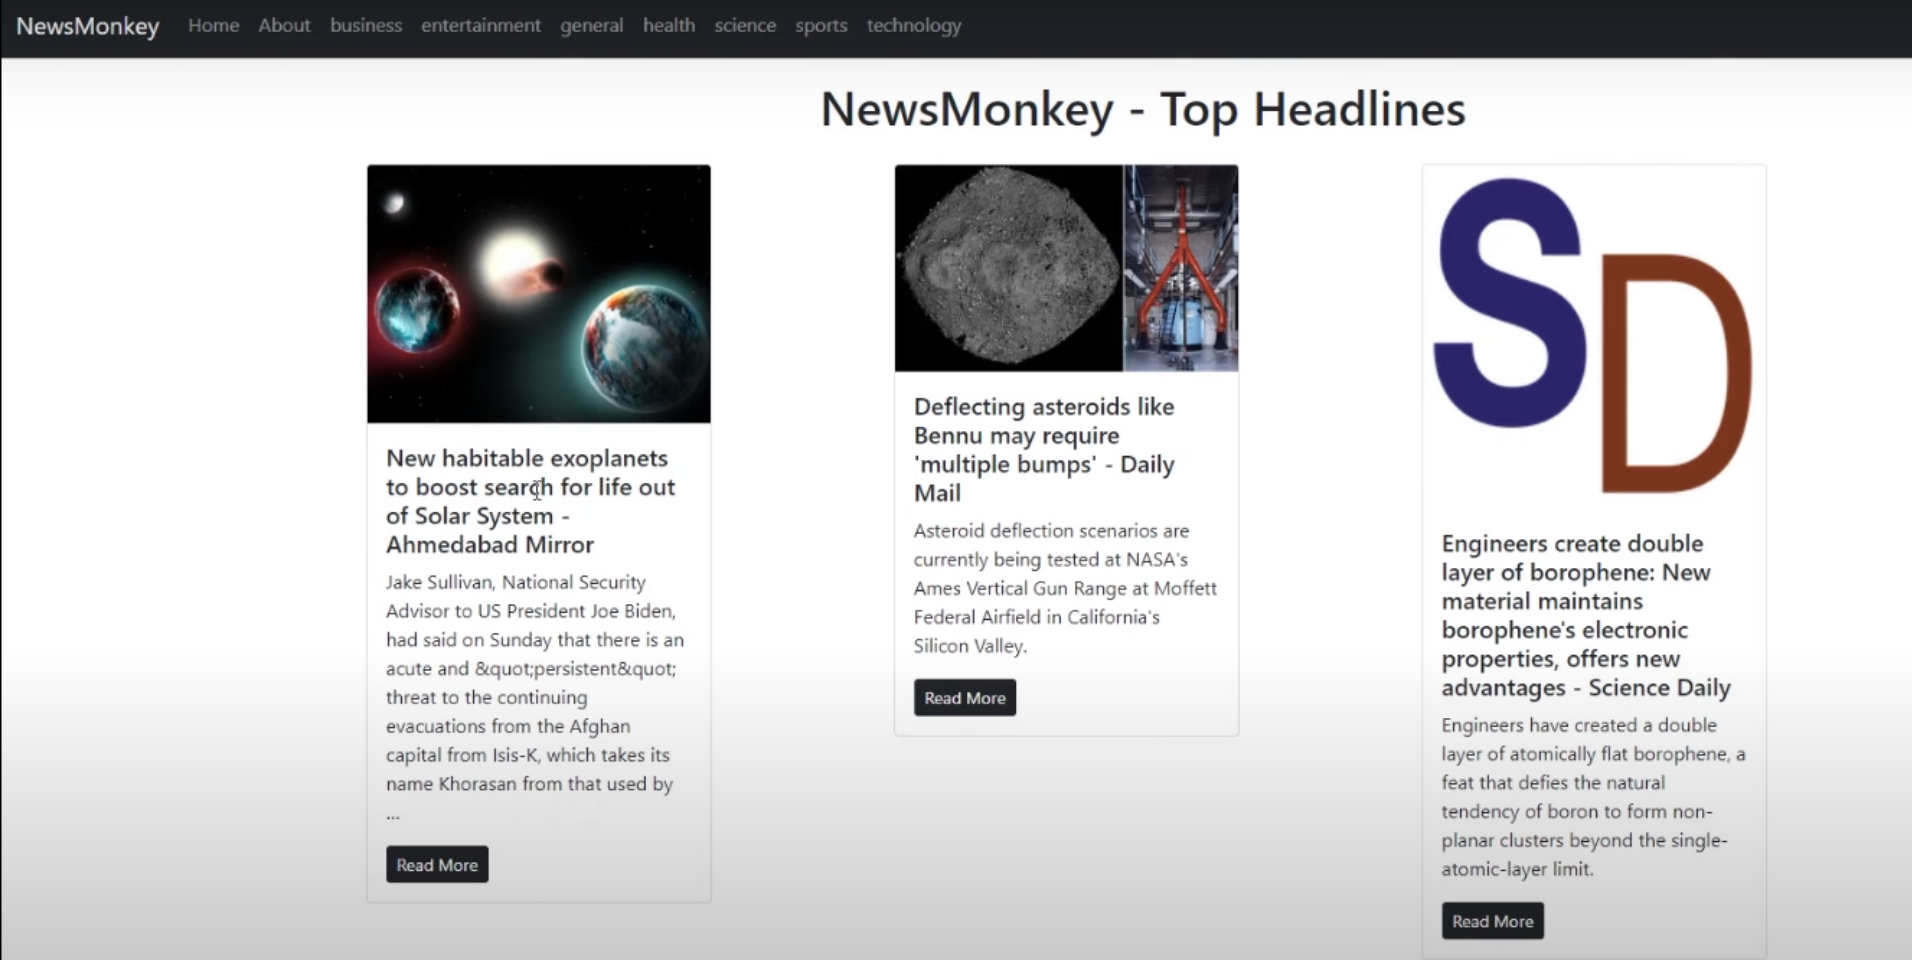 NewsMonkey Home About business entertainment general health science sports technology
NewsMonkey - Top Headlines
New habitable exoplanets
to boost search for life out
of Solar System -
Ahmedabad Mirror
Jake Sullivan, National Security
Advisor to US President Joe Biden,
had said on Sunday that there is an
acute and &quot;persistent&quot;
threat to the continuing
evacuations from the Afghan
capital from Isis-K, which takes its
name Khorasan from that used by
...
Read More
Deflecting asteroids like
Bennu may require
'multiple bumps' - Daily
Mail
Asteroid deflection scenarios are
currently being tested at NASA's
Ames Vertical Gun Range at Moffett
Federal Airfield in California's
Silicon Valley.
Read More
SD
Engineers create double
layer of borophene: New
material maintains
borophene's electronic
properties, offers new
advantages - Science Daily
Engineers have created a double
layer of atomically flat borophene, a
feat that defies the natural
tendency of boron to form non-
planar clusters beyond the single-
atomic-layer limit.
Read More